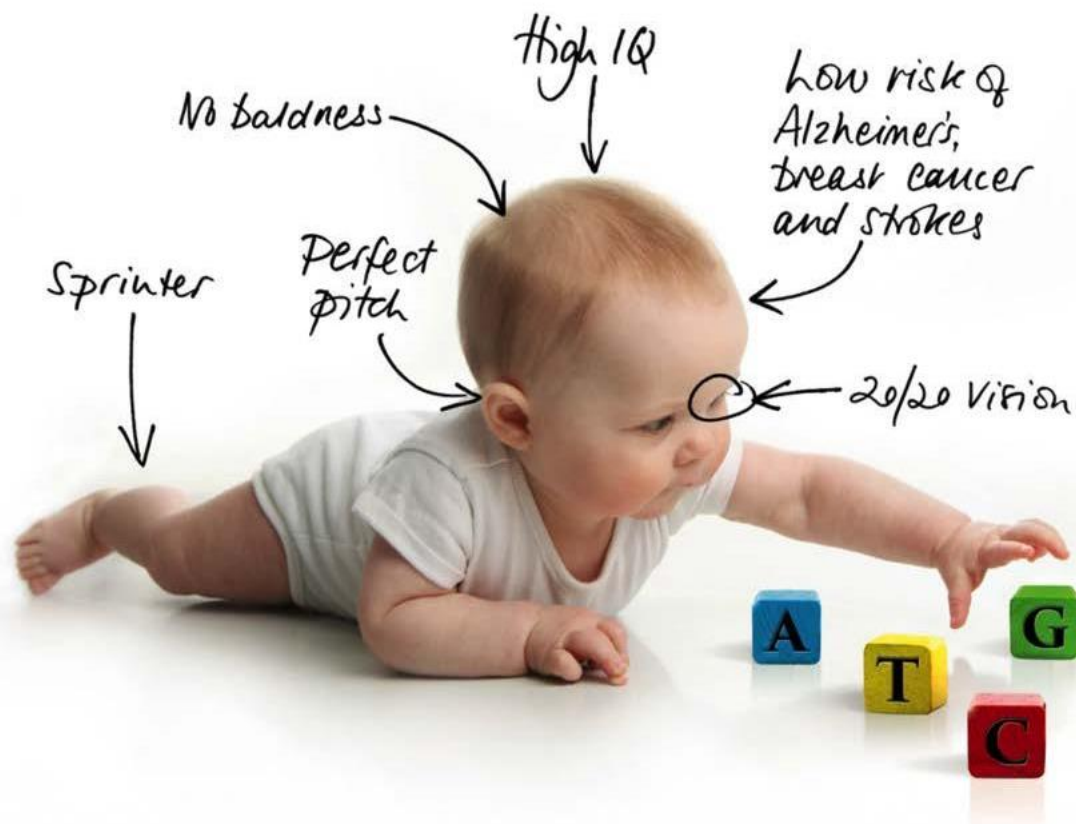 High IQ
No baldness
Low risk of
Alzheimer's,
breast cancer
and strokes
Perfect
pitch
Sprinter
20/20 Vision
A
G
T
C